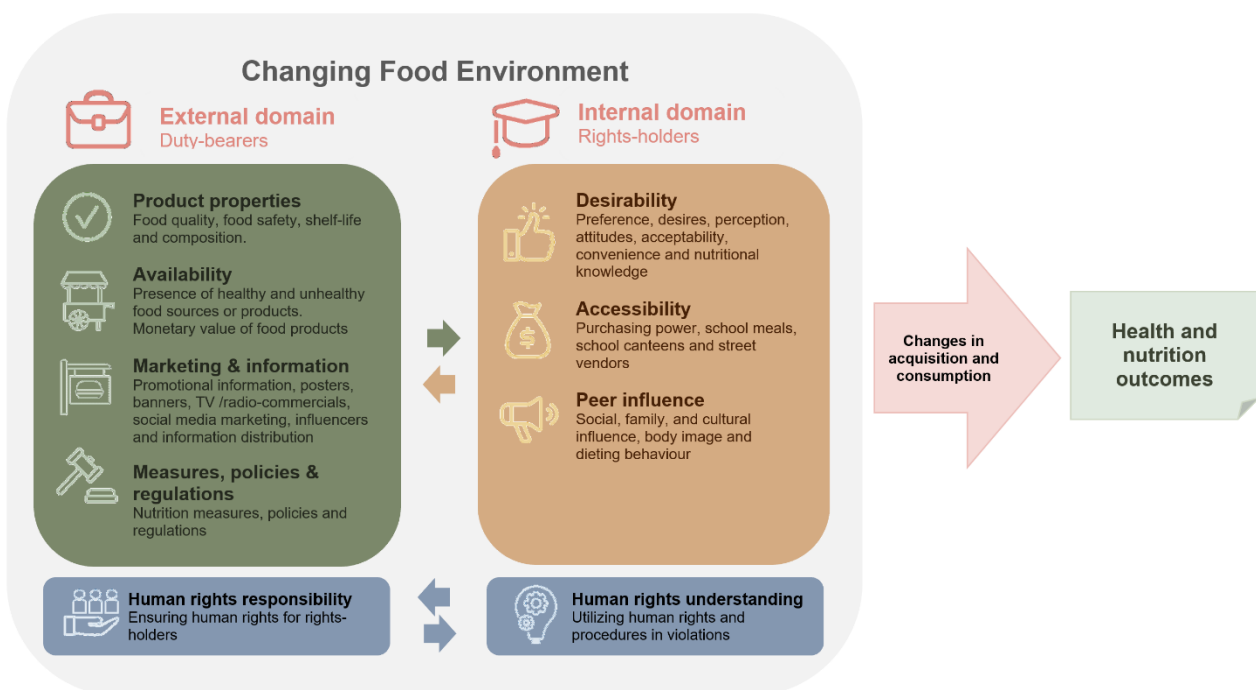 Changing Food Environment
External domain
Duty-bearers
Product properties
Food quality, food safety, shelf-life
and composition.
Availability
Presence of healthy and unhealthy
food sources or products.
Monetary value of food products
Marketing & information
Promotional information, posters,
banners, TV /radio-commercials,
social media marketing, influencers
and information distribution
Measures, policies &
regulations
Nutrition measures, policies and
regulations
Human rights responsibility
Ensuring human rights for rights-
holders
Internal domain
Rights-holders
Desirability
Preference, desires, perception,
attitudes, acceptability,
convenience and nutritional
knowledge
Accessibility
Purchasing power, school meals,
school canteens and street
vendors
Peer influence
Social, family, and cultural
influence, body image and
dieting behaviour
Human rights understanding
Utilizing human rights and
procedures in violations
Changes in
acquisition and
consumption
Health and
nutrition
outcomes